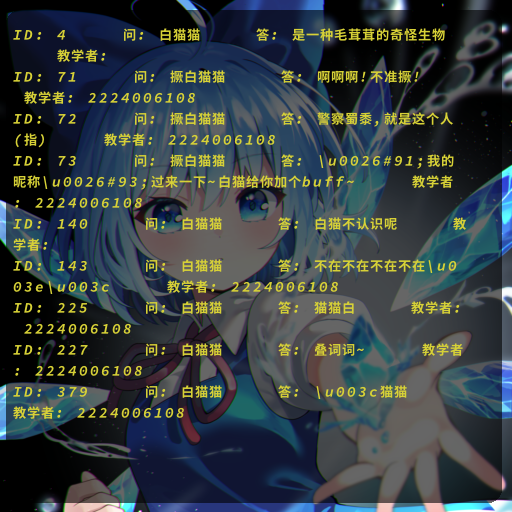 ID: 4 问: 白猫猫 答: 是一种毛茸茸的奇怪生物
教学者:
ID: 71 问: 撅白猫猫 答: 啊啊啊!不准撅!
教学者: 2224006108
ID: 72 问: 撅白猫猫 答: 警察蜀黍,就是这个人
(指) 教学者: 2224006108
ID: 73 问: 撅白猫猫 答: \u0026#91;我的
昵称\u0026#93;过来一下~白猫给你加个buff~ 教学者
: 2224006108
ID: 140 问: 白猫猫 答: 白猫不认识呢 教
学者:
ID: 143 问: 白猫猫 答: 不在不在不在不在\u0
03e\u003c 教学者: 2224006108
ID: 225 问: 白猫猫 答: 猫猫白 教学者:
2224006108
ID: 227 问: 白猫猫 答: 叠词词~ 教学者
: 2224006108
ID: 379 问: 白猫猫 答: \u003c猫猫
教学者: 2224006108